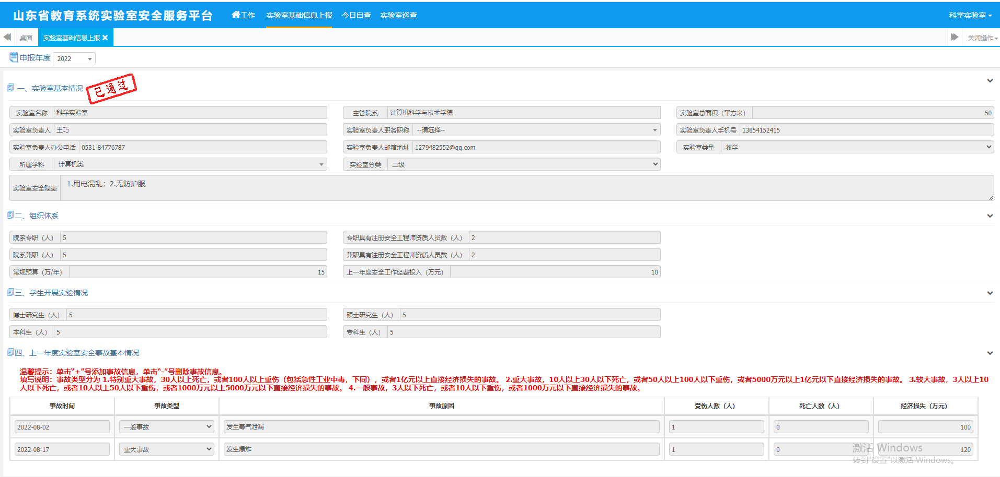 山东省教育系统实验室安全服务平台 工作 实验室基础信息上报 今日自查 实验室巡查 科学实验室
桌面 实验室基础信息上报 关闭操作
申报年度 2022
一、实验室基本情况 已通过
实验室名称 科学实验室 主管院系 计算机科学与技术学院 实验室总面积（平方米） 50
实验室负责人 王巧 实验室负责人职务职称 --请选择-- 实验室负责人手机号 13854152415
实验室负责人办公电话 0531-84776787 实验室负责人邮箱地址 1279482552@qq.com 实验室类型 教学
所属学科 计算机类 实验室分类 二级
实验室安全隐患 1.用电混乱；2.无防护服
二、组织体系
院系专职（人） 5 专职具有注册安全工程师资质人员数（人） 2
院系兼职（人） 5 兼职具有注册安全工程师资质人员数（人） 2
常规预算（万/年） 15 上一年度安全工作经费投入（万元） 10
三、学生开展实验情况
博士研究生（人） 5 硕士研究生（人） 5
本科生（人） 5 专科生（人） 5
四、上一年度实验室安全事故基本情况
温馨提示：单击“+”号添加事故信息，单击“-”号删除事故信息。
填写说明：事故类型分为 1.特别重大事故，30人以上死亡，或者100人以上重伤（包括急性工业中毒，下同），或者1亿元以上直接经济损失的事故。 2.重大事故，10人以上30人以下死亡，或者50人以上100人以下重伤，或者5000万元以上1亿元以下直接经济损失的事故。 3.较大事故，3人以上10
人以下死亡，或者10人以上50人以下重伤，或者1000万元以上5000万元以下直接经济损失的事故。 4.一般事故，3人以下死亡，或者10人以下重伤，或者1000万元以下直接经济损失的事故。
事故时间 事故类型 事故原因 受伤人数（人） 死亡人数（人） 经济损失（万元）
2022-08-02 一般事故 发生毒气泄漏 1 0 100
2022-08-17 重大事故 发生爆炸 1 0 120
激活 Windows
转到“设置”以激活 Windows。